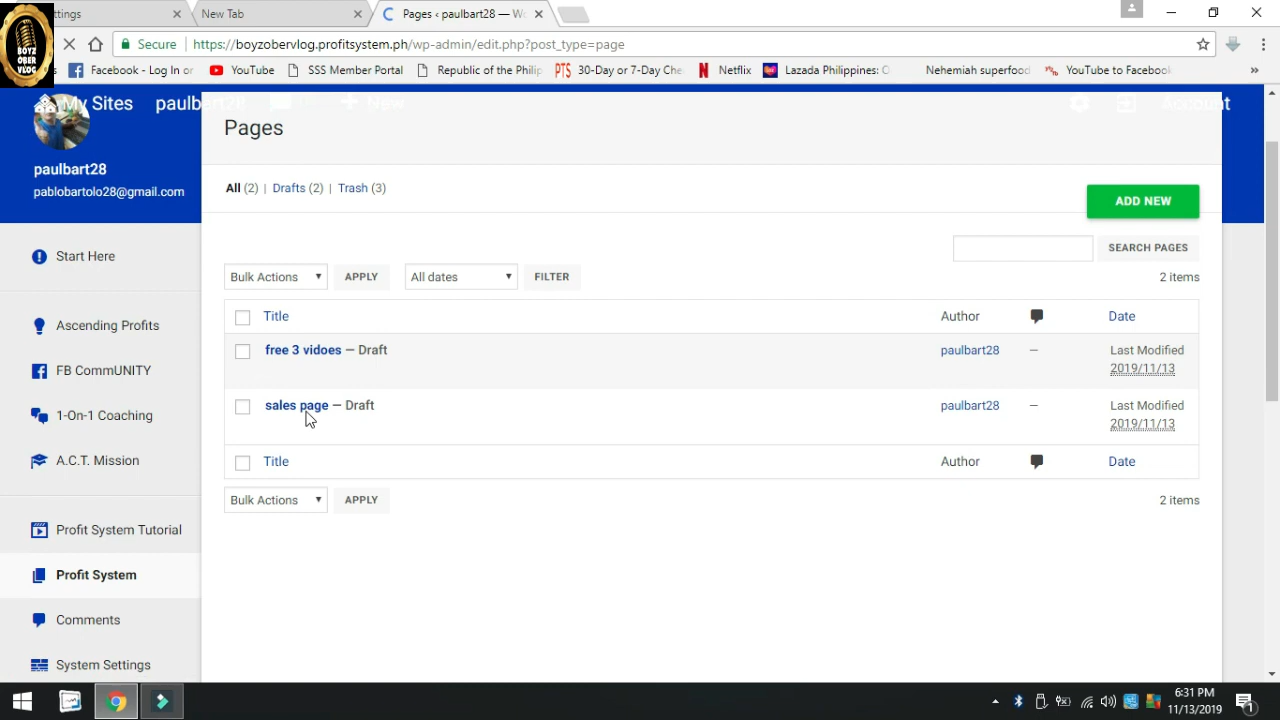 BOYZ
OBER
VLOG
ttings
New Tab
Pages ‹ paulbart28 — Wo
Secure
https://boyzobervlog.profitsystem.ph/wp-admin/edit.php?post_type=page
Facebook - Log In or
YouTube
SSS Member Portal
Republic of the Philip
PTS 30-Day or 7-Day Che
N Netflix
Lazada Philippines: O
Nehemiah superfood
YouTube to Facebook
My Sites
paulbart28
New
Account
paulbart28
pablobartolo28@gmail.com
Start Here
Ascending Profits
FB CommUNITY
1-On-1 Coaching
A.C.T. Mission
Profit System Tutorial
Profit System
Comments
System Settings
Pages
All (2) | Drafts (2) | Trash (3)
ADD NEW
SEARCH PAGES
Bulk Actions
APPLY
All dates
FILTER
2 items
Title
Author
Date
free 3 vidoes — Draft
paulbart28
—
Last Modified
2019/11/13
sales page — Draft
paulbart28
—
Last Modified
2019/11/13
Title
Author
Date
Bulk Actions
APPLY
2 items
6:31 PM
11/13/2019
1